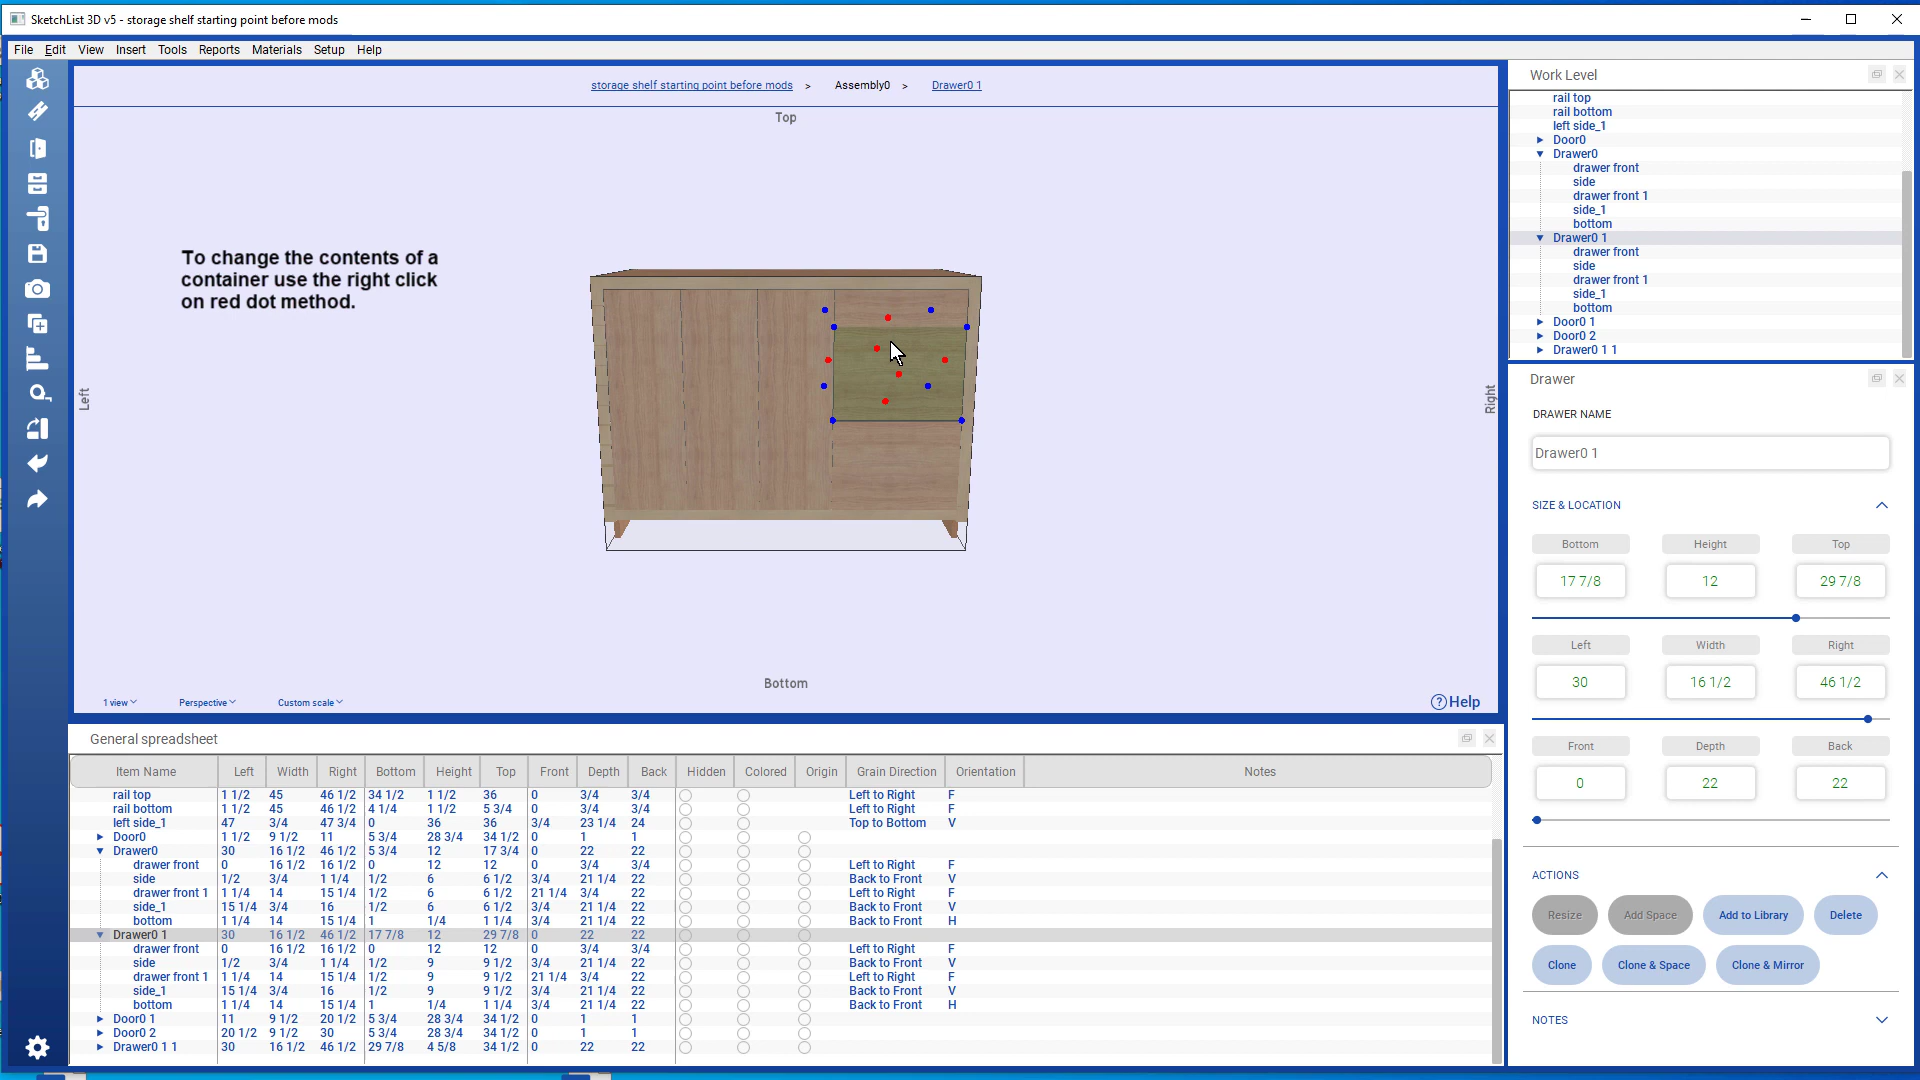 SketchList 3D v5 - storage shelf starting point before mods
File Edit View Insert Tools Reports Materials Setup Help
storage shelf starting point before mods > Assembly0 > Drawer0 1
Top
Left
Right
To change the contents of a
container use the right click
on red dot method.
Bottom
1 view Perspective Custom scale
?Help
Work Level
rail top
rail bottom
left side_1
Door0
Drawer0
drawer front
side
drawer front 1
side_1
bottom
Drawer0 1
drawer front
side
drawer front 1
side_1
bottom
Door0 1
Door0 2
Drawer0 1 1
Drawer
DRAWER NAME
Drawer0 1
SIZE & LOCATION
Bottom Height Top
17 7/8 12 29 7/8
Left Width Right
30 16 1/2 46 1/2
Front Depth Back
0 22 22
ACTIONS
Resize Add Space Add to Library Delete
Clone Clone & Space Clone & Mirror
NOTES
General spreadsheet
Item Name Left Width Right Bottom Height Top Front Depth Back Hidden Colored Origin Grain Direction Orientation Notes
rail top 1 1/2 45 46 1/2 34 1/2 1 1/2 36 0 3/4 3/4 Left to Right F
rail bottom 1 1/2 45 46 1/2 4 1/4 1 1/2 5 3/4 0 3/4 3/4 Left to Right F
left side_1 47 3/4 47 3/4 0 36 36 3/4 23 1/4 24 Top to Bottom V
Door0 1 1/2 9 1/2 11 5 3/4 28 3/4 34 1/2 0 1 1
Drawer0 30 16 1/2 46 1/2 5 3/4 12 17 3/4 0 22 22
drawer front 0 16 1/2 16 1/2 0 12 12 0 3/4 3/4 Left to Right F
side 1/2 3/4 1 1/4 1/2 6 6 1/2 3/4 21 1/4 22 Back to Front V
drawer front 1 1 1/4 14 15 1/4 1/2 6 6 1/2 21 1/4 3/4 22 Left to Right F
side_1 15 1/4 3/4 16 1/2 6 6 1/2 3/4 21 1/4 22 Back to Front V
bottom 1 1/4 14 15 1/4 1 1/4 1 1/4 3/4 21 1/4 22 Back to Front H
Drawer0 1 30 16 1/2 46 1/2 17 7/8 12 29 7/8 0 22 22
drawer front 0 16 1/2 16 1/2 0 12 12 0 3/4 3/4 Left to Right F
side 1/2 3/4 1 1/4 1/2 9 9 1/2 3/4 21 1/4 22 Back to Front V
drawer front 1 1 1/4 14 15 1/4 1/2 9 9 1/2 21 1/4 3/4 22 Left to Right F
side_1 15 1/4 3/4 16 1/2 9 9 1/2 3/4 21 1/4 22 Back to Front V
bottom 1 1/4 14 15 1/4 1 1/4 1 1/4 3/4 21 1/4 22 Back to Front H
Door0 1 11 9 1/2 20 1/2 5 3/4 28 3/4 34 1/2 0 1 1
Door0 2 20 1/2 9 1/2 30 5 3/4 28 3/4 34 1/2 0 1 1
Drawer0 1 1 30 16 1/2 46 1/2 29 7/8 4 5/8 34 1/2 0 22 22